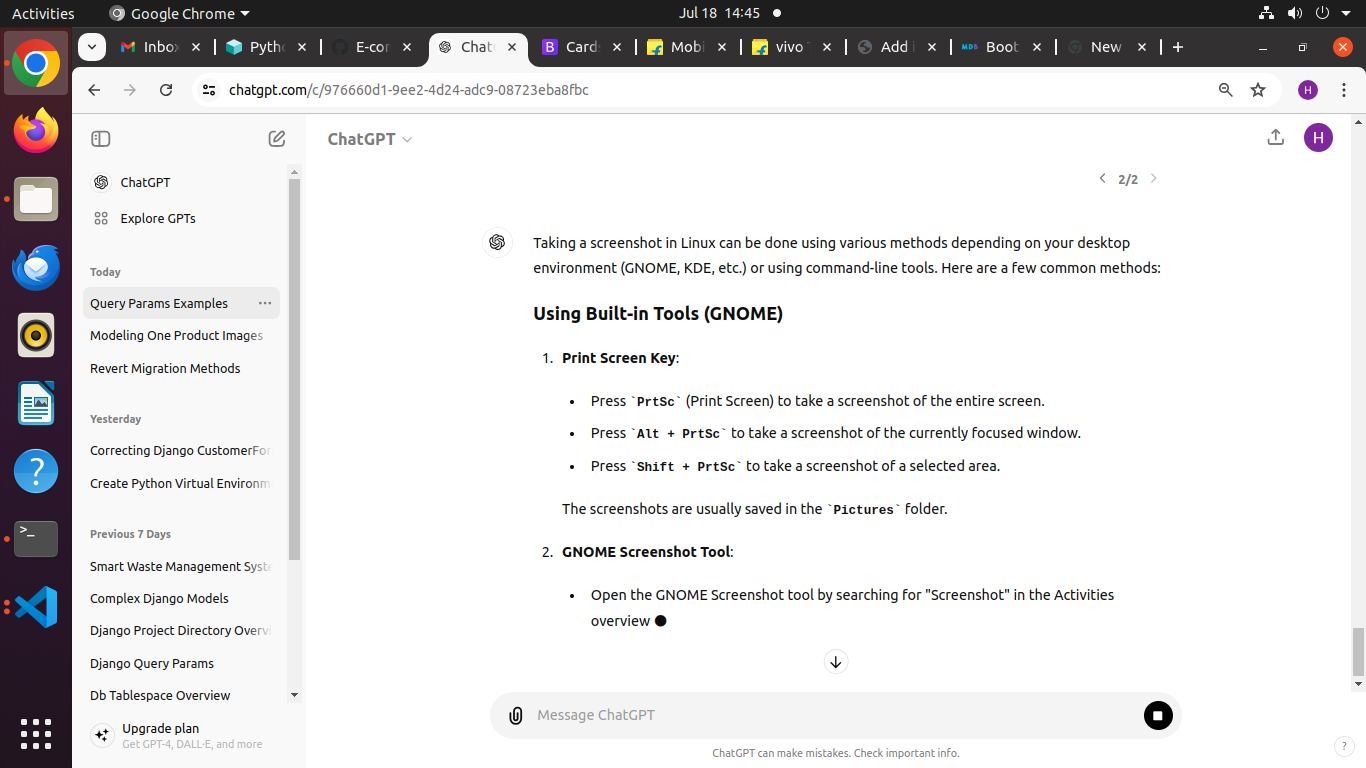 Activities
Google Chrome
Jul 18 14:45
Inbox
Pytho
E-com
Chat
Card
Mobi
vivo
Add i
MDB
Boot
New
chatgpt.com/c/976660d1-9ee2-4d24-adc9-08723eba8fbc
H
ChatGPT
H
ChatGPT
Explore GPTs
2/2
Today
Query Params Examples
Modeling One Product Images
Revert Migration Methods
Yesterday
Correcting Django CustomerFor
Create Python Virtual Environm
Previous 7 Days
Smart Waste Management Syste
Complex Django Models
Django Project Directory Overvi
Django Query Params
Db Tablespace Overview
Upgrade plan
Get GPT-4, DALL·E, and more
Taking a screenshot in Linux can be done using various methods depending on your desktop
environment (GNOME, KDE, etc.) or using command-line tools. Here are a few common methods:
Using Built-in Tools (GNOME)
1. Print Screen Key:
• Press `PrtSc` (Print Screen) to take a screenshot of the entire screen.
• Press `Alt + PrtSc` to take a screenshot of the currently focused window.
• Press `Shift + PrtSc` to take a screenshot of a selected area.
The screenshots are usually saved in the `Pictures` folder.
2. GNOME Screenshot Tool:
• Open the GNOME Screenshot tool by searching for "Screenshot" in the Activities
overview
Message ChatGPT
ChatGPT can make mistakes. Check important info.
?